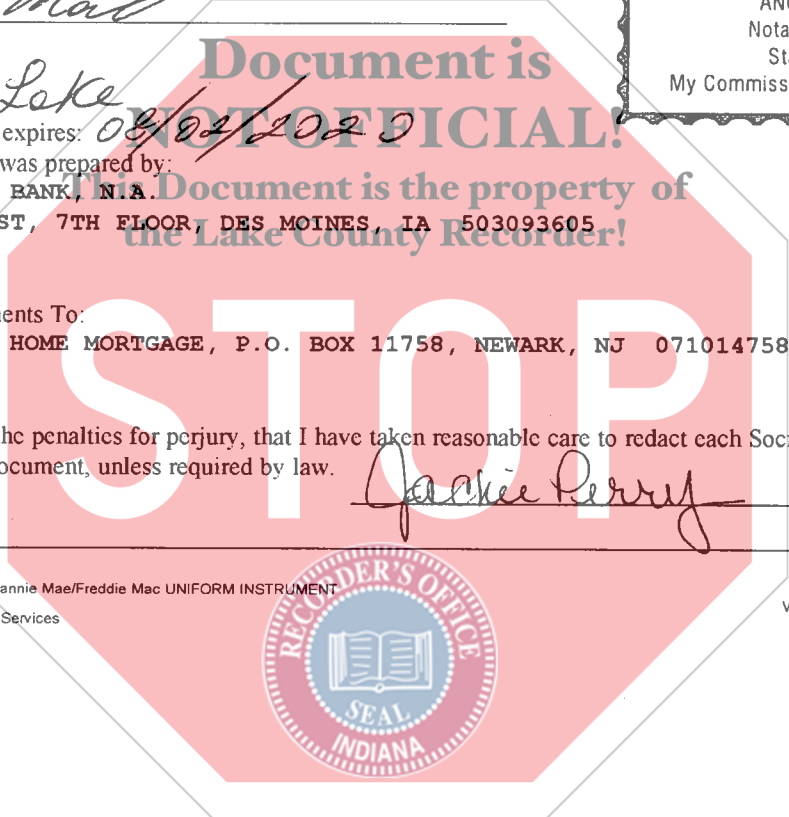 AN
Nota
St
My Commiss
Lake
expires: 08/02/2020
was prepared by:
BANK, N.A.
ST, 7TH FLOOR, DES MOINES, IA 503093605
Document is
NOT OFFICIAL!
This Document is the property of
the Lake County Recorder!
ents To:
HOME MORTGAGE, P.O. BOX 11758, NEWARK, NJ 071014758
STOP
he penalties for perjury, that I have taken reasonable care to redact each Soci
ocument, unless required by law.
Jackie Perry
annie Mae/Freddie Mac UNIFORM INSTRUMENT
Services
V
RECORDER'S OFFICE
SEAL
INDIANA